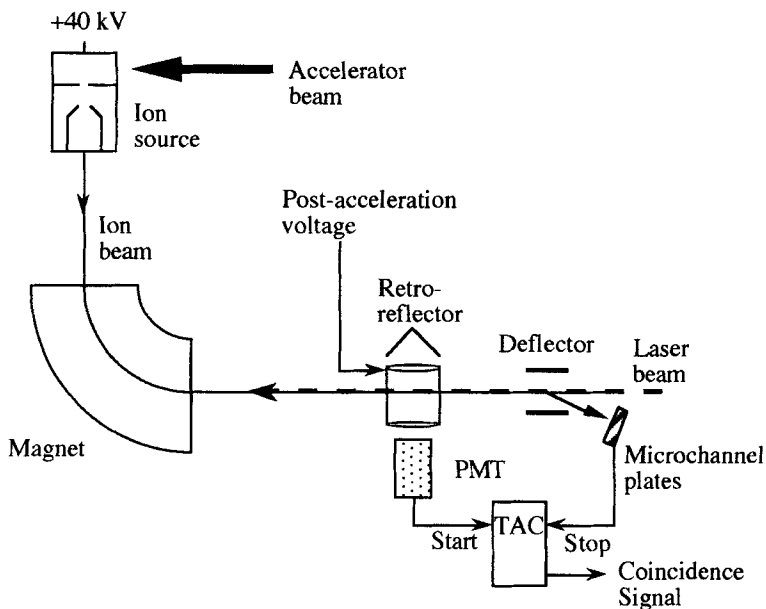 +40 kV
Accelerator
beam
Ion
source
Post-acceleration
voltage
Ion
beam
Retro-
reflector
Deflector
Laser
beam
Magnet
PMT
Microchannel
plates
TAC
Start
Stop
Coincidence
Signal